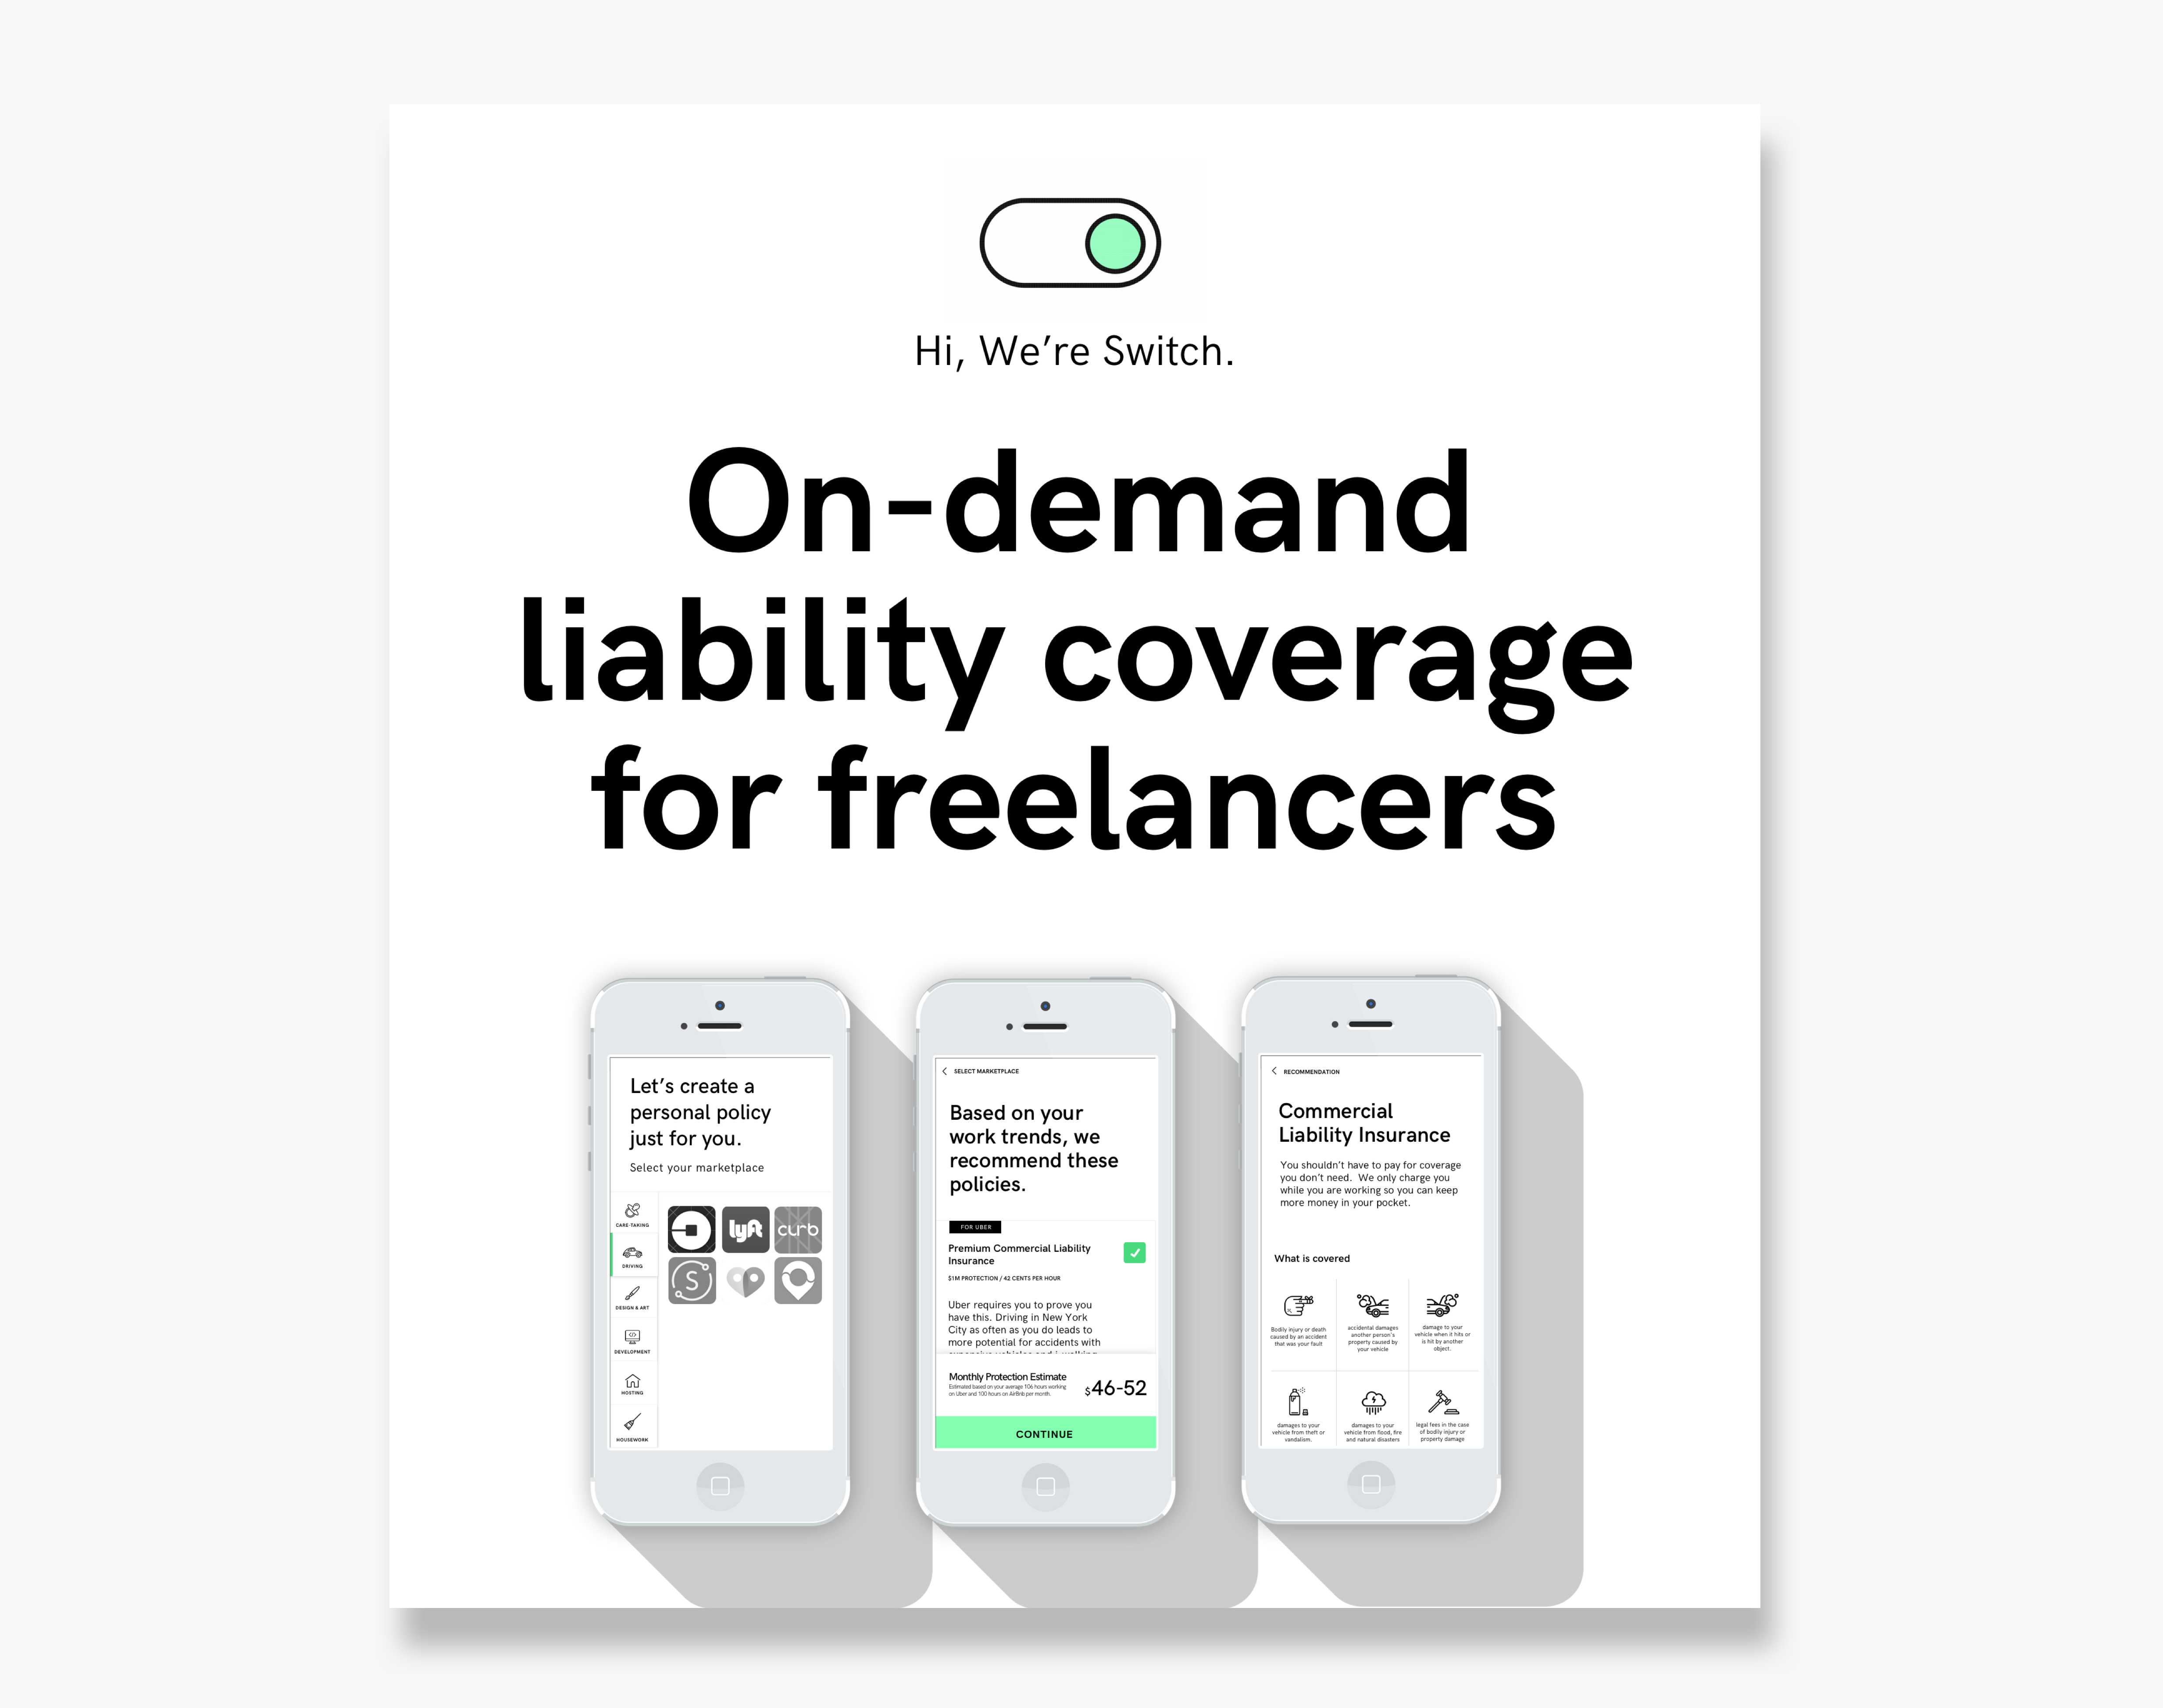 Hi, We’re Switch.
On-demand
liability coverage
for freelancers
Let’s create a
personal policy
just for you.
Select your marketplace
CARE-TAKING
DRIVING
DESIGN & ART
DEVELOPMENT
HOSTING
HOUSEWORK
lyft
curb
S
SELECT MARKETPLACE
Based on your
work trends, we
recommend these
policies.
FOR UBER
Premium Commercial Liability
Insurance
$1M PROTECTION / 42 CENTS PER HOUR
Uber requires you to prove you
have this. Driving in New York
City as often as you do leads to
more potential for accidents with
Monthly Protection Estimate
Estimated based on your average 106 hours working
on Uber and 100 hours on AirBnb per month.
$46-52
CONTINUE
RECOMMENDATION
Commercial
Liability Insurance
You shouldn’t have to pay for coverage
you don’t need. We only charge you
while you are working so you can keep
more money in your pocket.
What is covered
Bodily injury or death
caused by an accident
that was your fault
accidental damages
another person’s
property caused by
your vehicle
damage to your
vehicle when it hits or
is hit by another
object.
damages to your
vehicle from theft or
vandalism.
damages to your
vehicle from flood, fire
and natural disasters
legal fees in the case
of bodily injury or
property damage